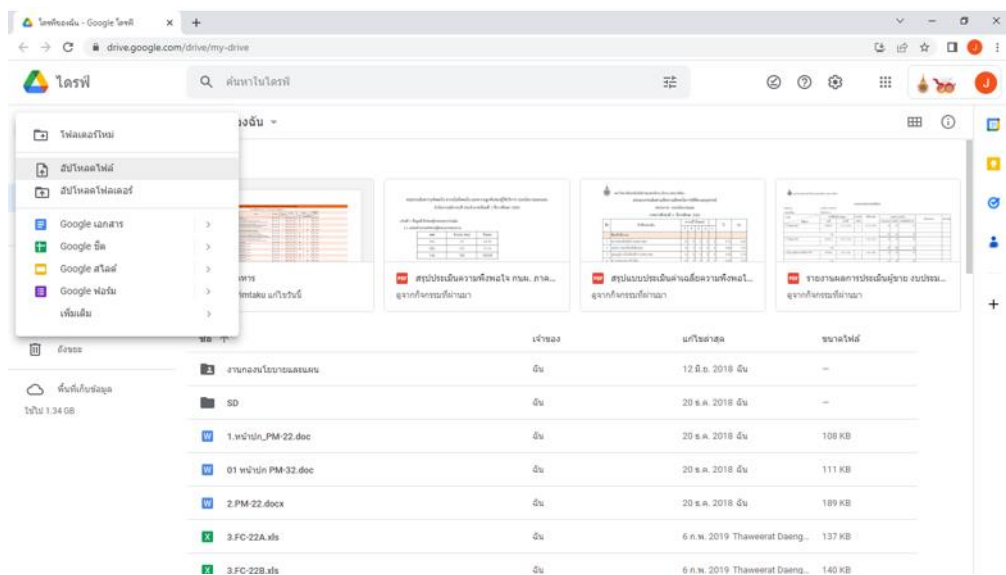 ไดรฟ์ของฉัน - Google ไดรฟ์
drive.google.com/drive/my-drive
J
ไดรฟ์
ค้นหาในไดรฟ์
J
โฟลเดอร์ใหม่
องฉัน
อัปโหลดไฟล์
อัปโหลดโฟลเดอร์
Google เอกสาร
Google ชีต
Google สไลด์
Google ฟอร์ม
เพิ่มเติม
แก้ไขวันนี้
PDF สรุปประเมินความพึงพอใจ กนผ. ภาค...
ดูจากกิจกรรมที่ผ่านมา
PDF สรุปแบบประเมินค่าเฉลี่ยความพึงพอใ...
ดูจากกิจกรรมที่ผ่านมา
PDF รายงานผลการประเมินผู้ขาย งบประม...
ดูจากกิจกรรมที่ผ่านมา
ชื่อ เจ้าของ แก้ไขล่าสุด ขนาดไฟล์
ถังขยะ
พื้นที่เก็บข้อมูล
ใช้ไป 1.34 GB
งานกองนโยบายและแผน ฉัน 12 มิ.ย. 2018 ฉัน —
SD ฉัน 20 ธ.ค. 2018 ฉัน —
W 1.หน้าปก_PM-22.doc ฉัน 20 ธ.ค. 2018 ฉัน 108 KB
W 01 หน้าปก PM-32.doc ฉัน 20 ธ.ค. 2018 ฉัน 111 KB
W 2.PM-22.docx ฉัน 20 ธ.ค. 2018 ฉัน 189 KB
X 3.FC-22A.xls ฉัน 6 ก.พ. 2019 Thaweerat Daeng... 137 KB
X 3.FC-22B.xls ฉัน 6 ก.พ. 2019 Thaweerat Daeng... 140 KB